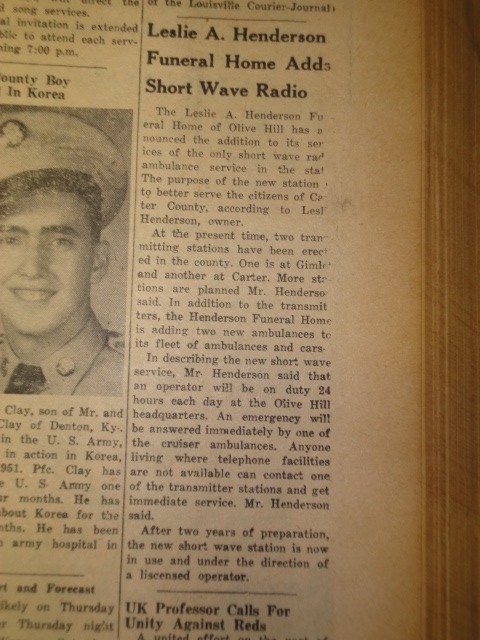 of the Louisville Courier-Journal
d song services.
al invitation is extended
blic to attend each serv-
ning 7:00 p.m.
ounty Boy
In Korea
Clay, son of Mr. and
Clay of Denton, Ky.
in the U. S. Army,
in action in Korea,
951. Pfc. Clay has
e U. S. Army one
ur months. He has
about Korea for the
nths. He has been
army hospital in
rt and Forecast
ikely on Thursday
r Thursday night
Leslie A. Henderson
Funeral Home Adds
Short Wave Radio
The Leslie A. Henderson Fu
eral Home of Olive Hill has n
nounced the addition to its ser
ices of the only short wave rad
ambulance service in the stat
The purpose of the new station
to better serve the citizens of Ca
ter County, according to Lesl
Henderson, owner.
At the present time, two tran
mitting stations have been erect
ed in the county. One is at Gimle
and another at Carter. More st
tions are planned Mr. Henderso
said. In addition to the transmit
ters, the Henderson Funeral Home
is adding two new ambulances to
its fleet of ambulances and cars.
In describing the new short wave
service, Mr. Henderson said that
an operator will be on duty 24
hours each day at the Olive Hill
headquarters. An emergency will
be answered immediately by one of
the cruiser ambulances. Anyone
living where telephone facilities
are not available can contact one
of the transmitter stations and get
immediate service. Mr. Henderson
said.
After two years of preparation,
the new short wave station is now
in use and under the direction of
a liscensed operator.
UK Professor Calls For
Unity Against Reds